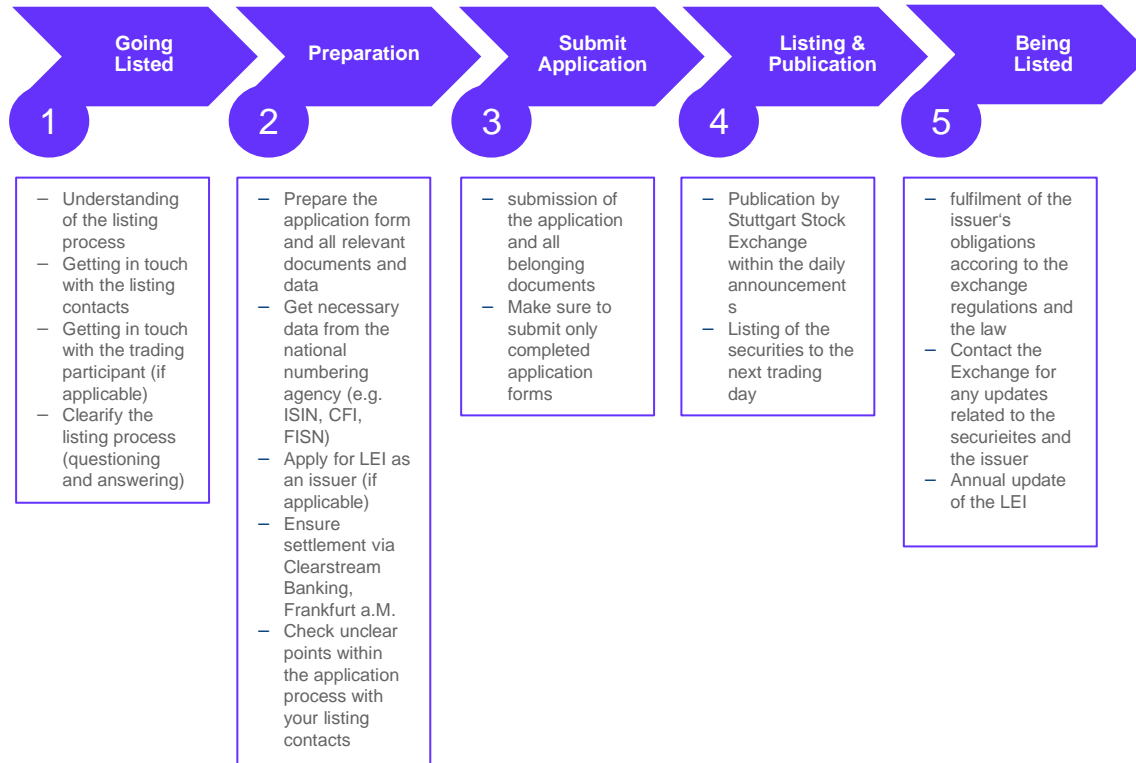 Going
Listed
Preparation
Submit
Application
Listing &
Publication
Being
Listed
1
2
3
4
5
– Understanding
of the listing
process
– Getting in touch
with the listing
contacts
– Getting in touch
with the trading
participant (if
applicable)
– Clearify the
listing process
(questioning
and answering)
– Prepare the
application form
and all relevant
documents and
data
– Get necessary
data from the
national
numbering
agency (e.g.
ISIN, CFI,
FISN)
– Apply for LEI as
an issuer (if
applicable)
– Ensure
settlement via
Clearstream
Banking,
Frankfurt a.M.
– Check unclear
points within
the application
process with
your listing
contacts
– submission of
the application
and all
belonging
documents
– Make sure to
submit only
completed
application
forms
– Publication by
Stuttgart Stock
Exchange
within the daily
announcement
s
– Listing of the
securities to the
next trading
day
– fulfilment of the
issuer‘s
obligations
accoring to the
exchange
regulations and
the law
– Contact the
Exchange for
any updates
related to the
securieites and
the issuer
– Annual update
of the LEI